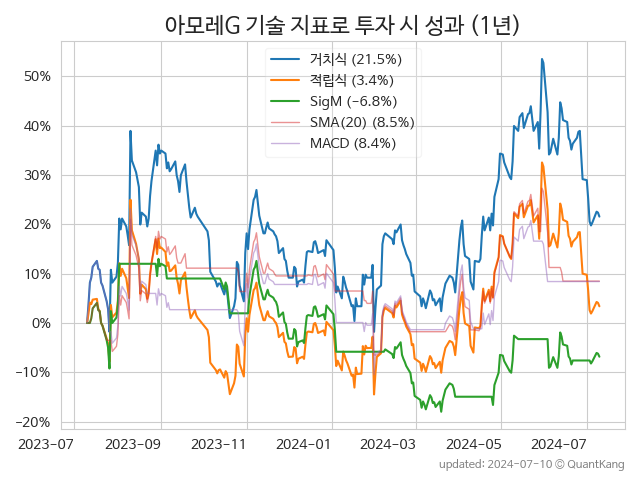 아모레G 기술 지표로 투자 시 성과 (1년)
거치식 (21.5%)
적립식 (3.4%)
SigM (−6.8%)
SMA(20) (8.5%)
MACD (8.4%)
50%
40%
30%
20%
10%
0%
−10%
−20%
2023-07 2023-09 2023-11 2024-01 2024-03 2024-05 2024-07
updated: 2024-07-10 ⓒ QuantKang